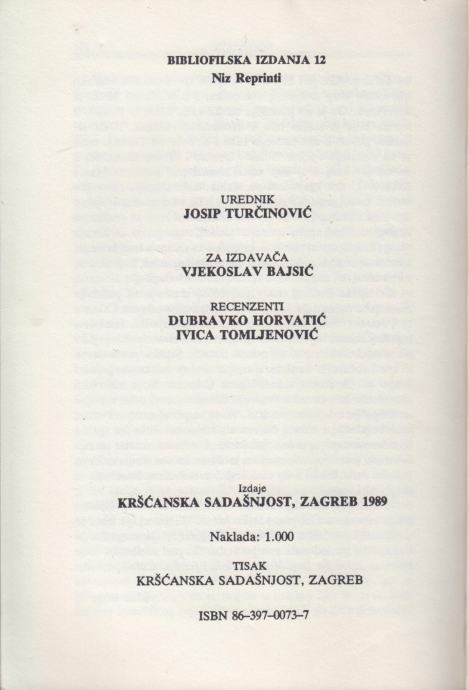 BIBLIOFILSKA IZDANJA 12
Niz Reprinti
UREDNIK
JOSIP TURČINOVIĆ
ZA IZDAVAČA
VJEKOSLAV BAJSIĆ
RECENZENTI
DUBRAVKO HORVATIĆ
IVICA TOMLJENOVIĆ
Izdaje
KRŠĆANSKA SADAŠNJOST, ZAGREB 1989
Naklada: 1.000
TISAK
KRŠĆANSKA SADAŠNJOST, ZAGREB
ISBN 86–397–0073–7